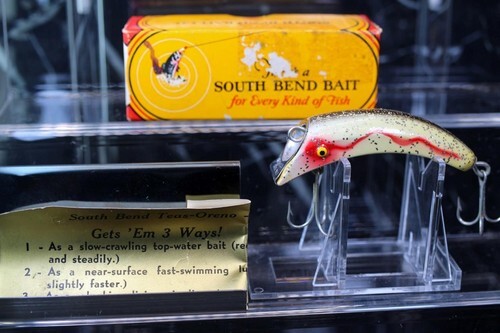 a
SOUTH BEND BAIT
for Every Kind of Fish
South Bend Teas-Oreno
Gets 'Em 3 Ways!
1 - As a slow-crawling top-water bait (re
and steadily.)
2 - As a near-surface fast-swimming lu
slightly faster.)